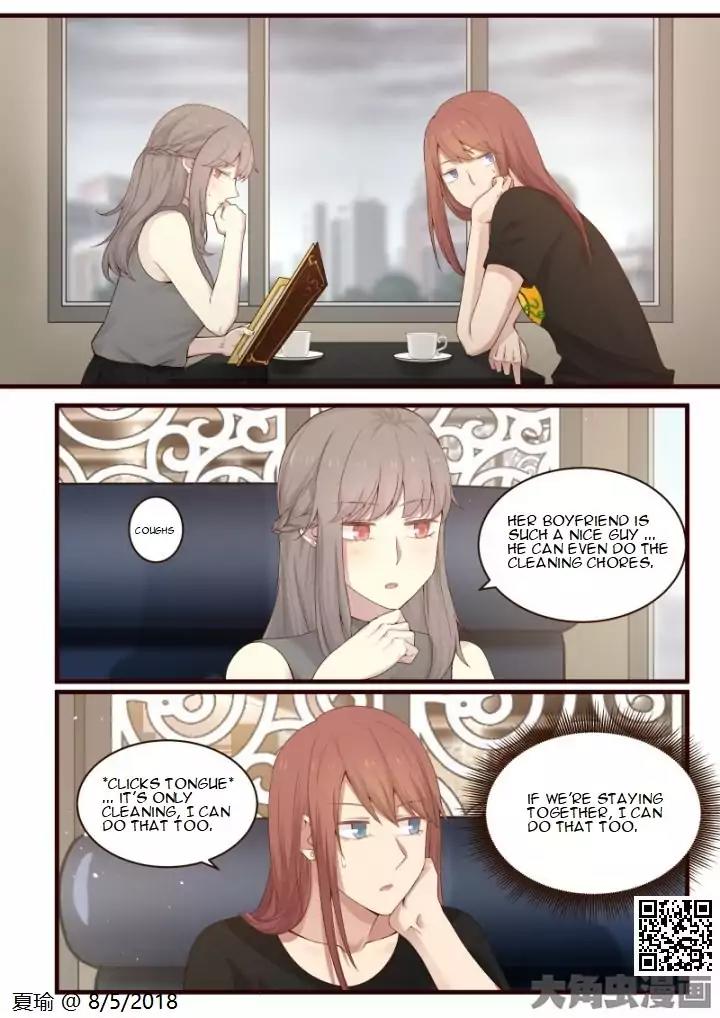 COUGHS
HER BOYFRIEND IS
SUCH A NICE GUY ...
HE CAN EVEN DO THE
CLEANING CHORES.
*CLICKS TONGUE*
... IT'S ONLY
CLEANING, I CAN
DO THAT TOO.
IF WE'RE STAYING
TOGETHER, I CAN
DO THAT TOO.
夏瑜 @ 8/5/2018
大角虫漫画